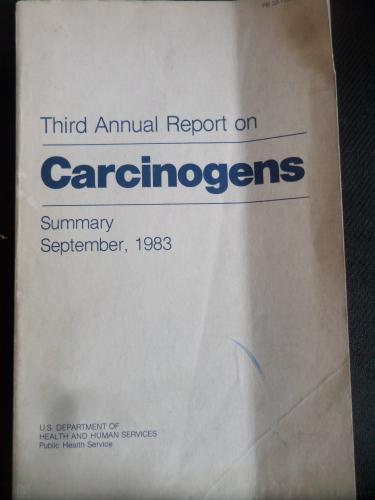 Third Annual Report on
Carcinogens
Summary
September, 1983
U.S. DEPARTMENT OF
HEALTH AND HUMAN SERVICES
Public Health Service